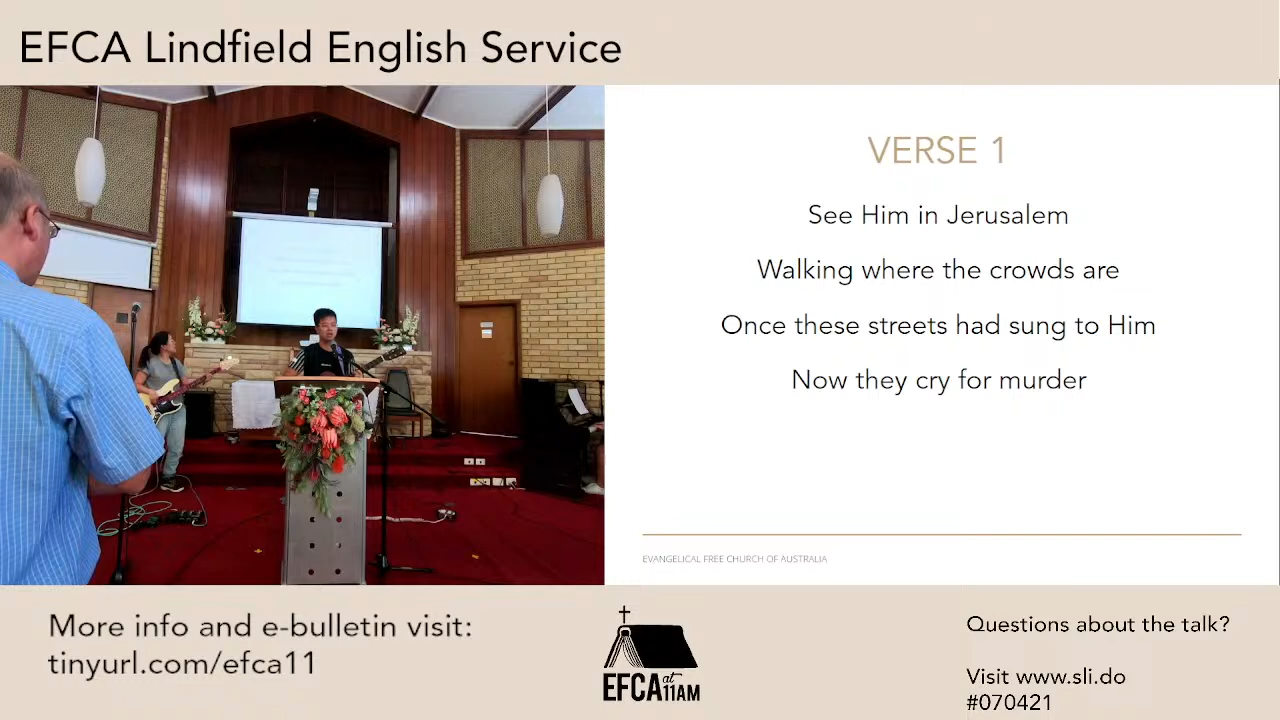 EFCA Lindfield English Service
VERSE 1
See Him in Jerusalem
Walking where the crowds are
Once these streets had sung to Him
Now they cry for murder
EVANGELICAL FREE CHURCH OF AUSTRALIA
More info and e-bulletin visit:
tinyurl.com/efca11
EFCA at 11AM
Questions about the talk?
Visit www.sli.do
#070421